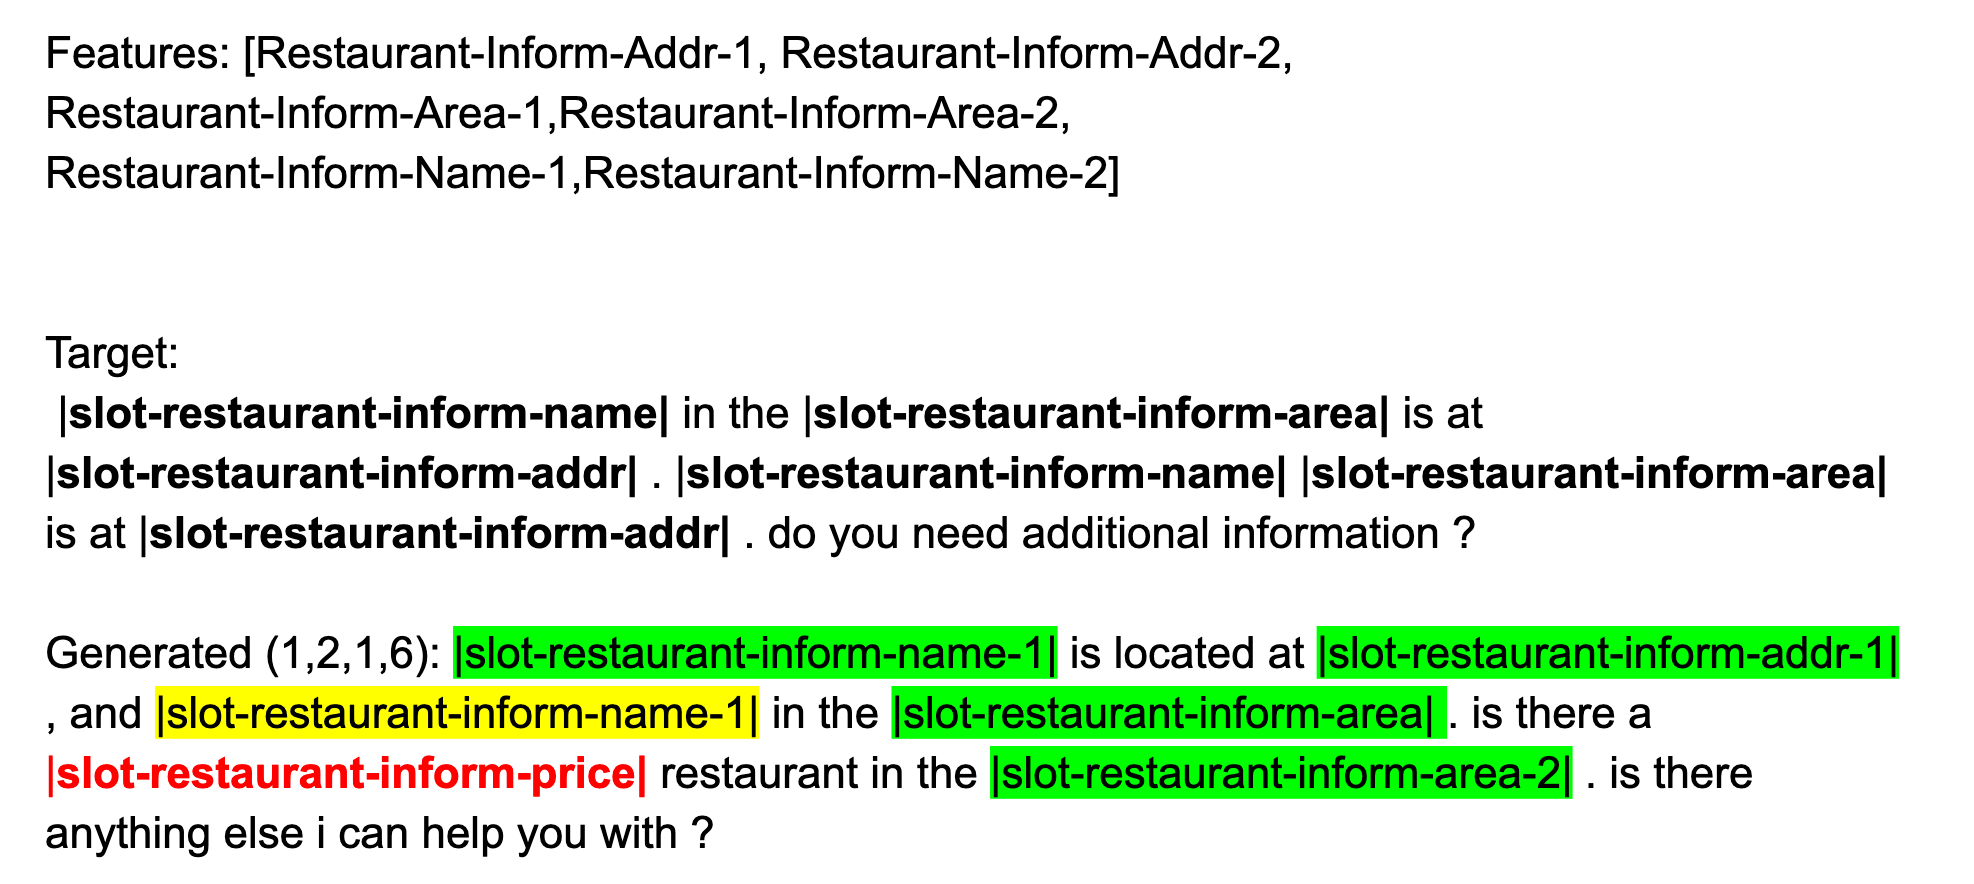 Features: [Restaurant-Inform-Addr-1, Restaurant-Inform-Addr-2,
Restaurant-Inform-Area-1,Restaurant-Inform-Area-2,
Restaurant-Inform-Name-1,Restaurant-Inform-Name-2]
Target:
|slot-restaurant-inform-name| in the |slot-restaurant-inform-area| is at
|slot-restaurant-inform-addr| . |slot-restaurant-inform-name| |slot-restaurant-inform-area|
is at |slot-restaurant-inform-addr| . do you need additional information ?
Generated (1,2,1,6): |slot-restaurant-inform-name-1| is located at |slot-restaurant-inform-addr-1|
, and |slot-restaurant-inform-name-1| in the |slot-restaurant-inform-area| . is there a
|slot-restaurant-inform-price| restaurant in the |slot-restaurant-inform-area-2| . is there
anything else i can help you with ?